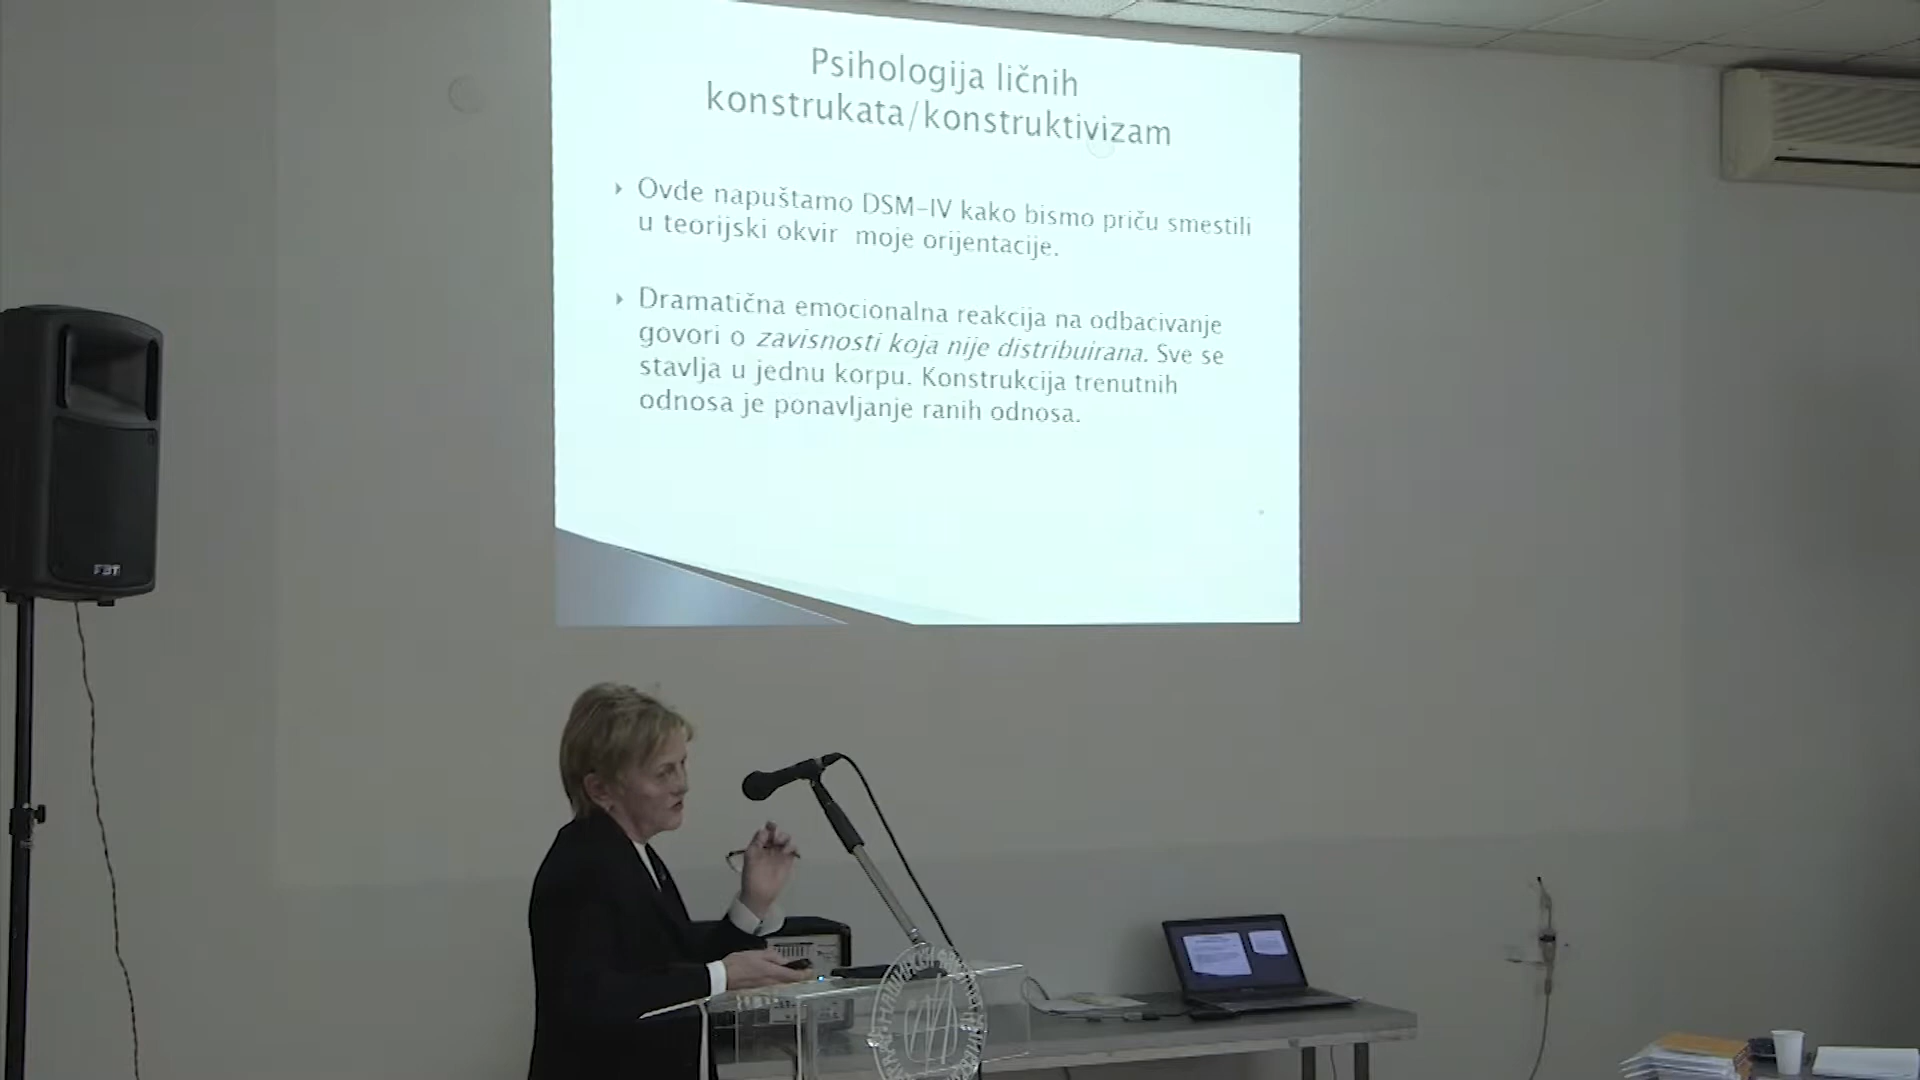 Psihologija ličnih
konstrukata/konstruktivizam
Ovde napuštamo DSM-IV kako bismo priču smestili
u teorijski okvir moje orijentacije.
Dramatična emocionalna reakcija na odbacivanje
govori o zavisnosti koja nije distribuirana. Sve se
stavlja u jednu korpu. Konstrukcija trenutnih
odnosa je ponavljanje ranih odnosa.
FBT